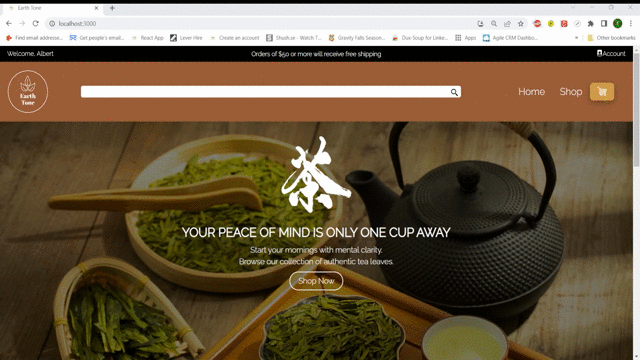 Earth Tone
localhost:3000
Find email addresse...
Get people's email...
React App
Lever Hire
Create an account
Shush.se - Watch T...
Gravity Falls Season...
Dux-Soup for Linke...
Apps
Agile CRM Dashbo...
»
Other bookmarks
Welcome, Albert
Orders of $50 or more will receive free shipping
Account
Earth
Tone
Home
Shop
茶
YOUR PEACE OF MIND IS ONLY ONE CUP AWAY
Start your mornings with mental clarity.
Browse our collection of authentic tea leaves.
Shop Now